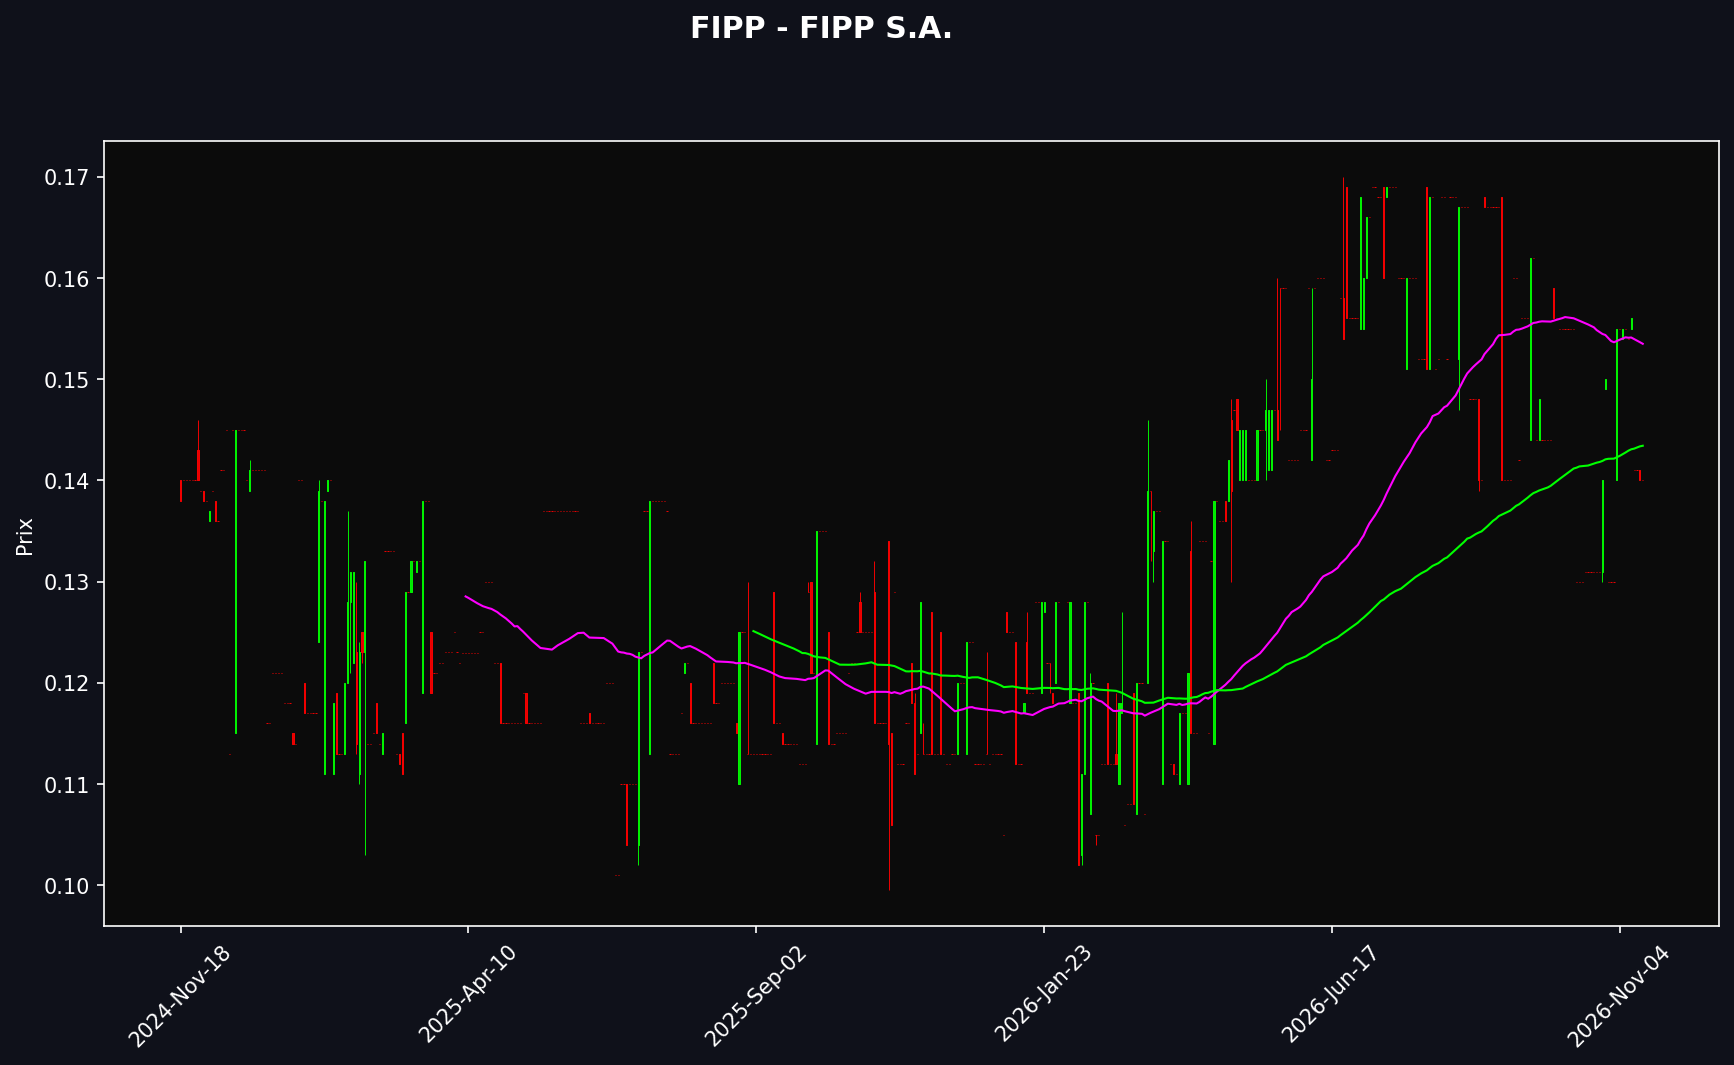 FIPP - FIPP S.A.
Prix
0.17
0.16
0.15
0.14
0.13
0.12
0.11
0.10
2024-Nov-18
2025-Apr-10
2025-Sep-02
2026-Jan-23
2026-Jun-17
2026-Nov-04